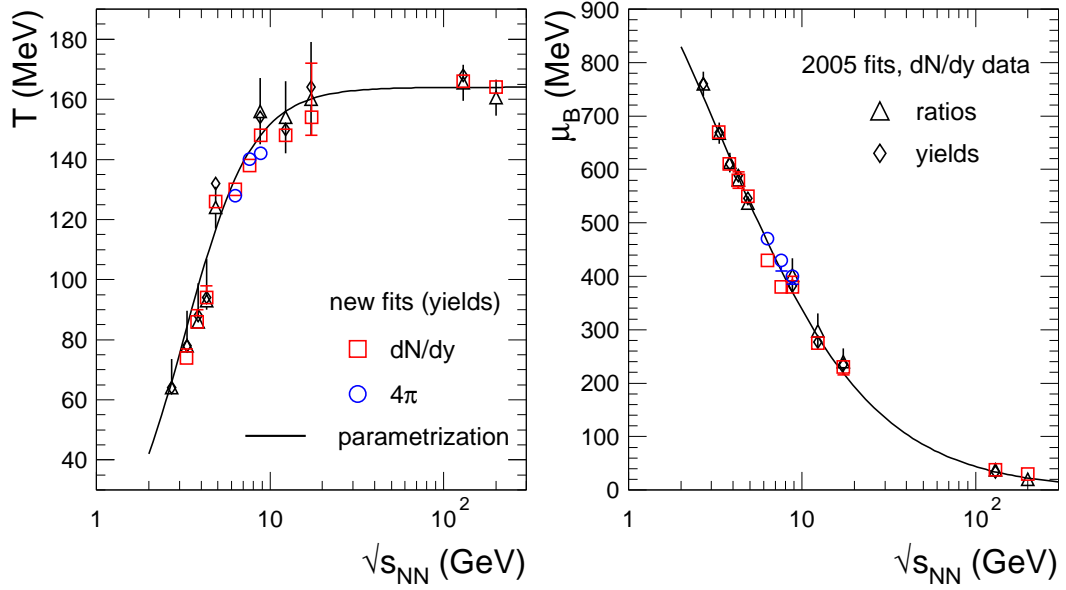 T (MeV)
180
160
140
120
100
80
60
40
new fits (yields)
dN/dy
4π
parametrization
1
10
10²
√s_NN (GeV)
μ_B (MeV)
900
800
700
600
500
400
300
200
100
0
2005 fits, dN/dy data
ratios
yields
1
10
10²
√s_NN (GeV)